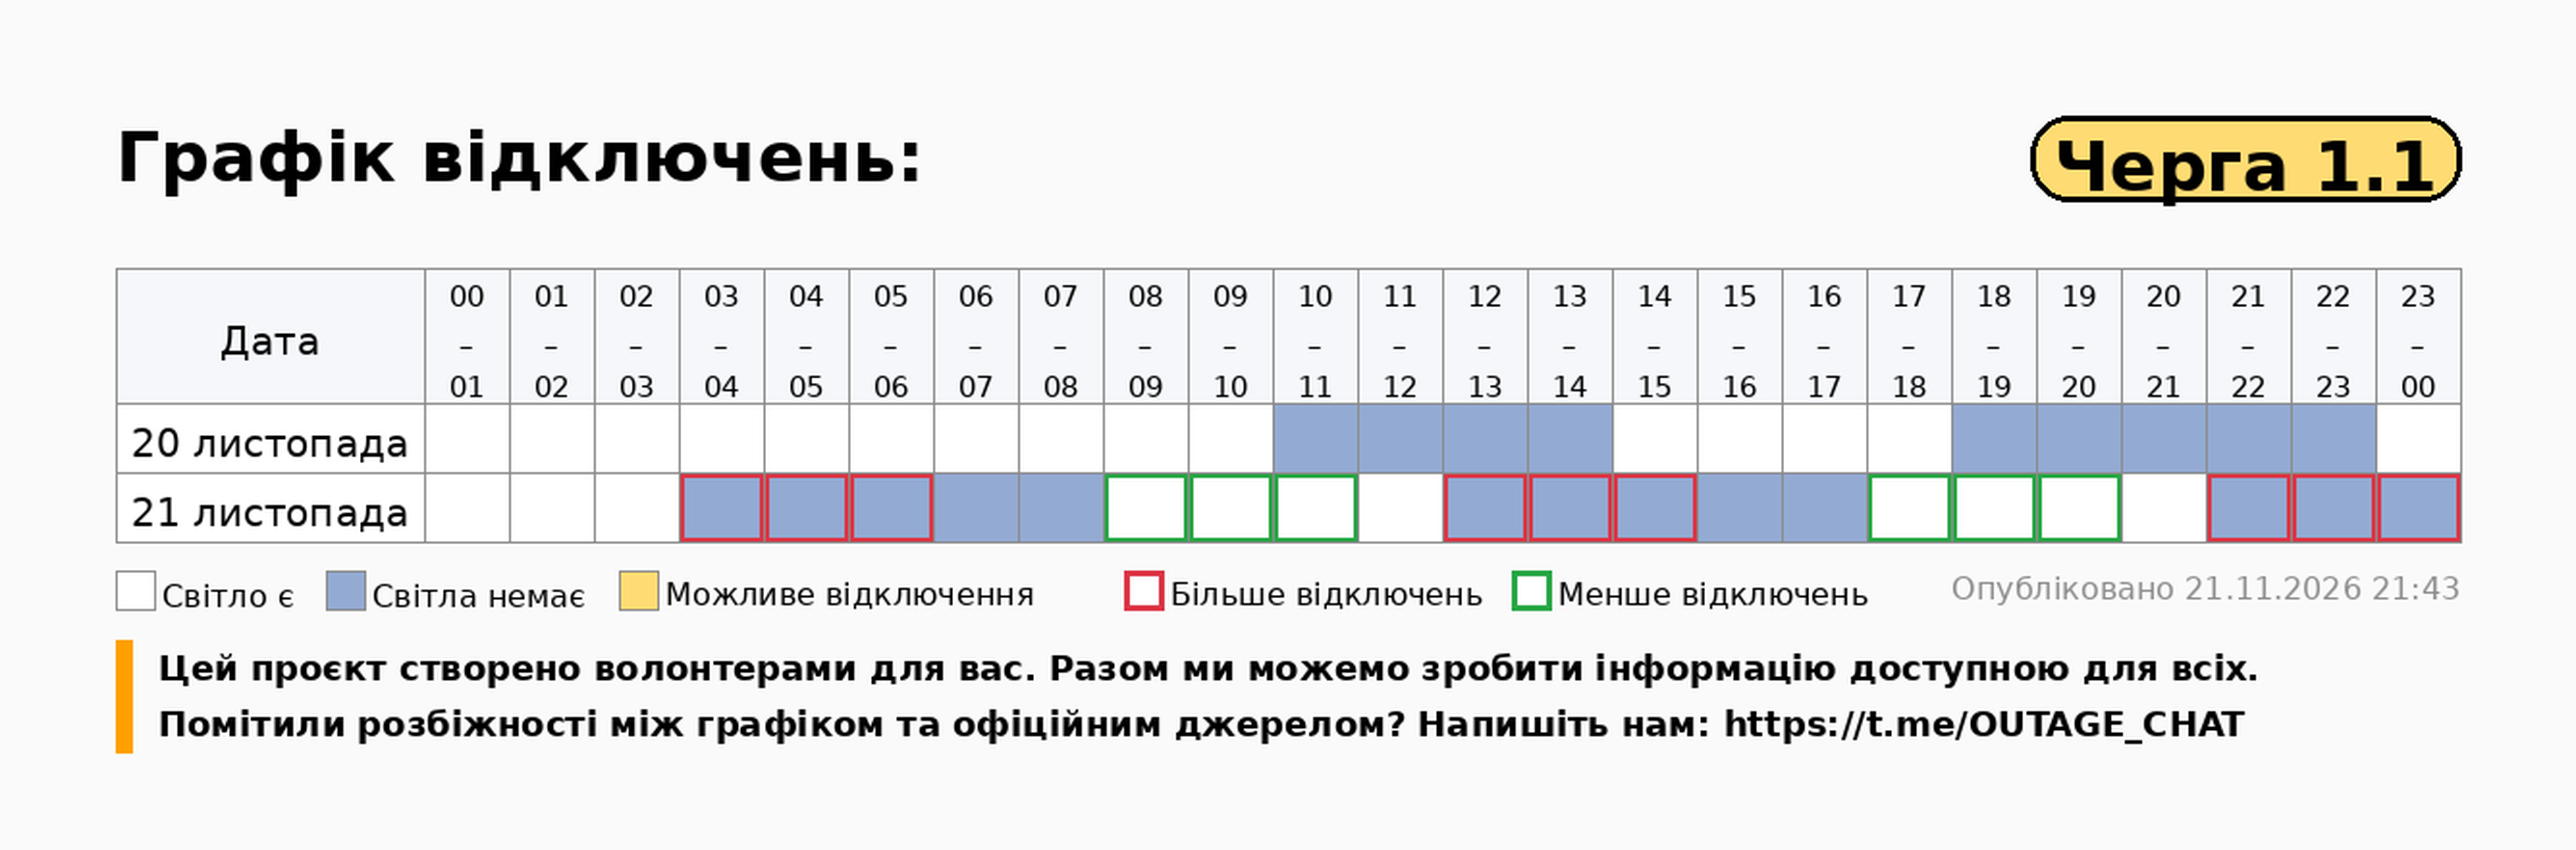 Графік відключень:
Черга 1.1
Дата
00 – 01
01 – 02
02 – 03
03 – 04
04 – 05
05 – 06
06 – 07
07 – 08
08 – 09
09 – 10
10 – 11
11 – 12
12 – 13
13 – 14
14 – 15
15 – 16
16 – 17
17 – 18
18 – 19
19 – 20
20 – 21
21 – 22
22 – 23
23 – 00
20 листопада
21 листопада
Світло є
Світла немає
Можливе відключення
Більше відключень
Менше відключень
Опубліковано 21.11.2026 21:43
Цей проєкт створено волонтерами для вас. Разом ми можемо зробити інформацію доступною для всіх.
Помітили розбіжності між графіком та офіційним джерелом? Напишіть нам: https://t.me/OUTAGE_CHAT